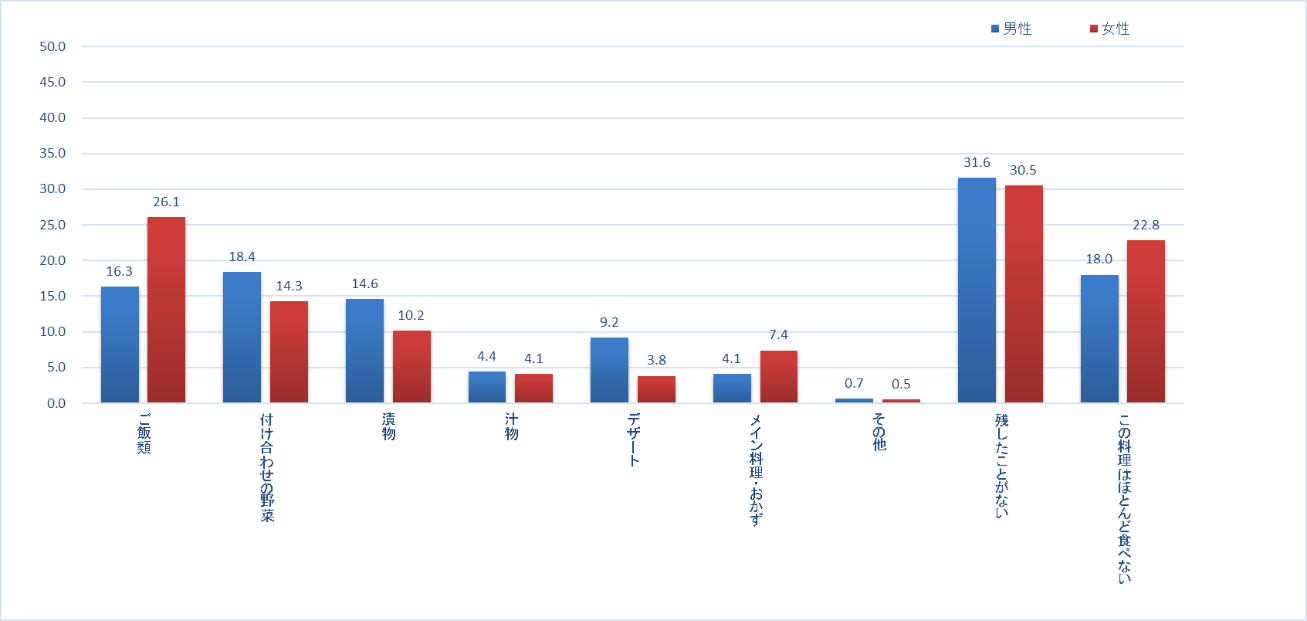 男性 女性
50.0
45.0
40.0
35.0
30.0
25.0
20.0
15.0
10.0
5.0
0.0
16.3 26.1
18.4 14.3
14.6 10.2
4.4 4.1
9.2 3.8
4.1 7.4
0.7 0.5
31.6 30.5
18.0 22.8
ご飯類
付け合わせの野菜
漬物
汁物
デザート
メイン料理・おかず
その他
残したことがない
この料理はほとんど食べない